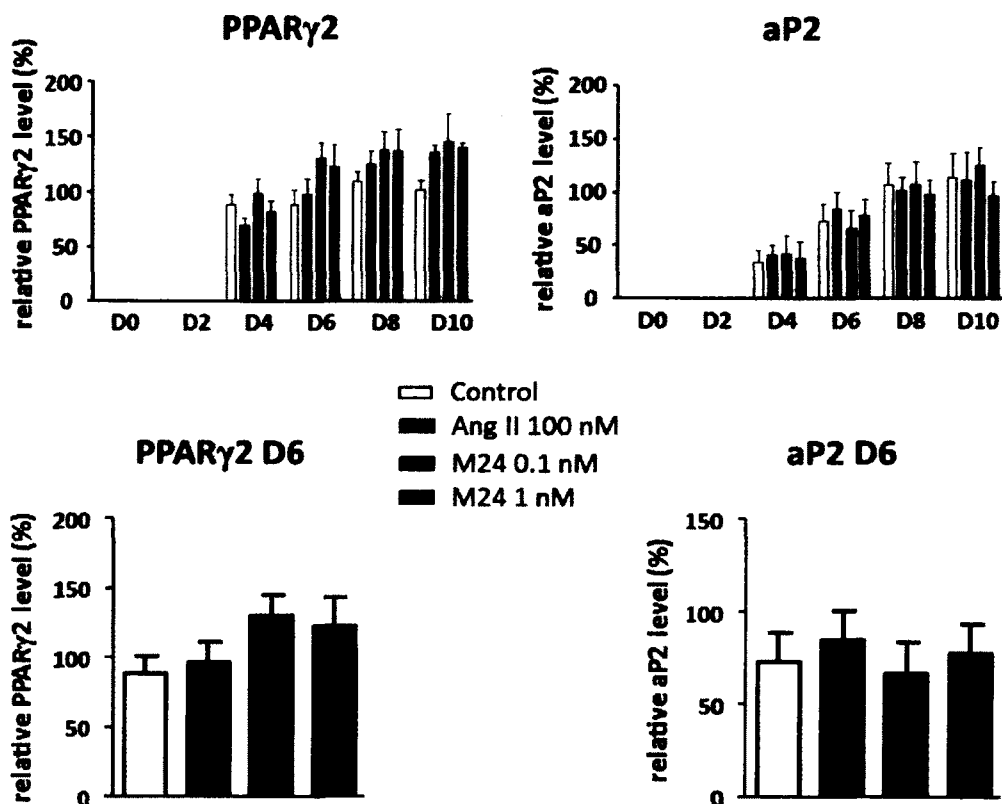 PPARγ2
relative PPARγ2 level (%)
200
150
100
50
0
D0 D2 D4 D6 D8 D10
aP2
relative aP2 level (%)
200
150
100
50
0
D0 D2 D4 D6 D8 D10
Control
Ang II 100 nM
M24 0.1 nM
M24 1 nM
PPARγ2 D6
relative PPARγ2 level (%)
200
150
100
50
0
aP2 D6
relative aP2 level (%)
150
100
50
0